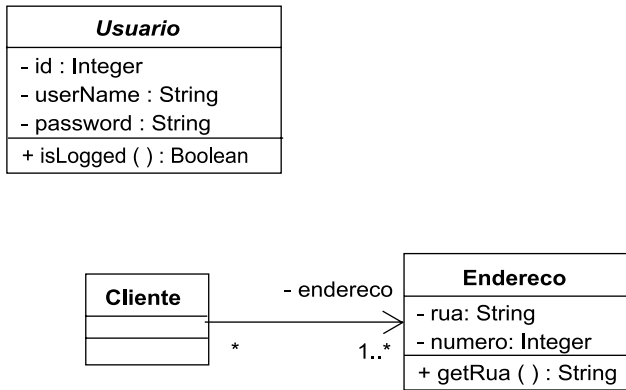 Usuario
- id : Integer
- userName : String
- password : String
+ isLogged ( ) : Boolean
Cliente
- endereco
*
1..*
Endereco
- rua: String
- numero: Integer
+ getRua ( ) : String